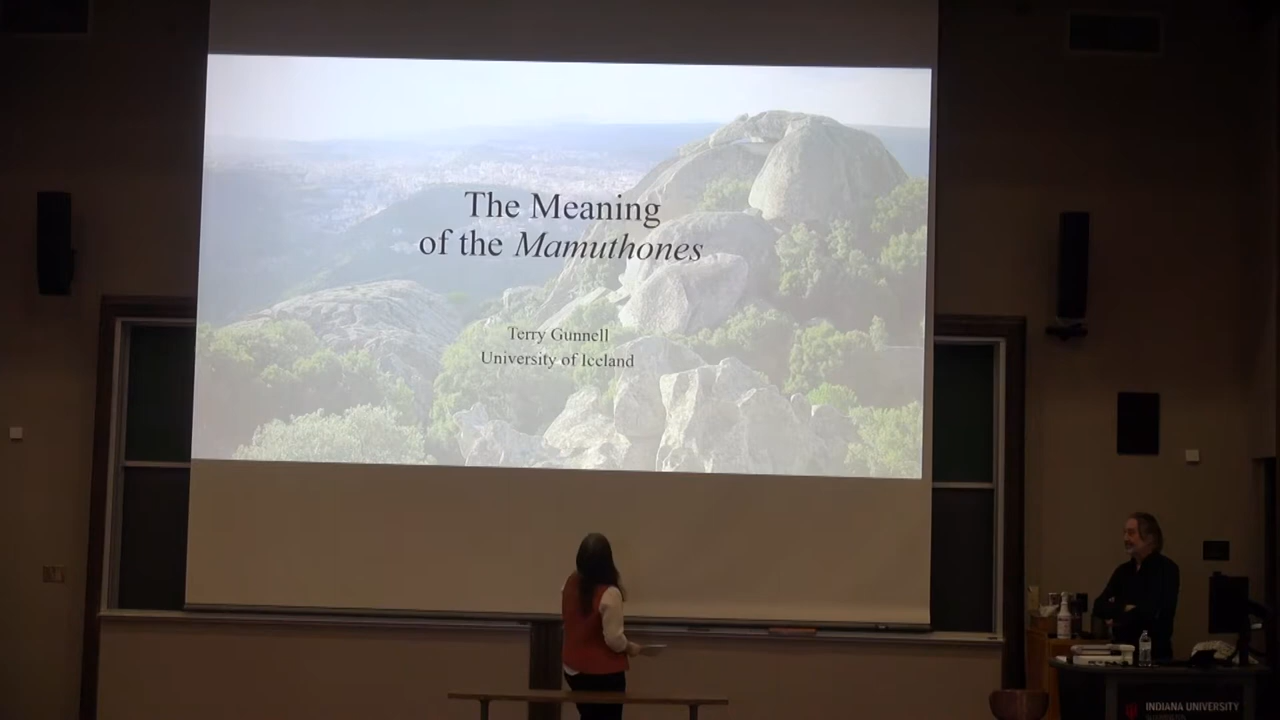 The Meaning
of the Mamuthones
Terry Gunnell
University of Iceland
INDIANA UNIVERSITY